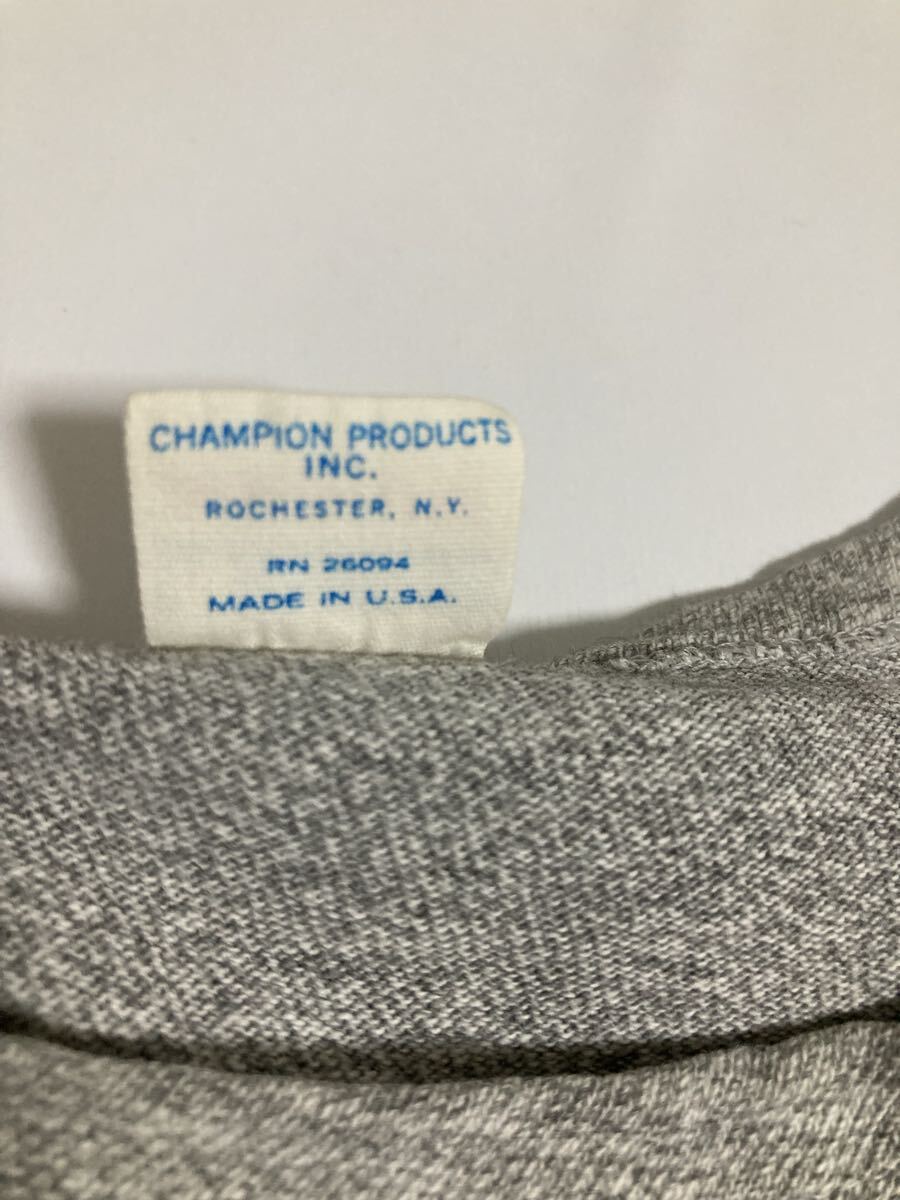 CHAMPION PRODUCTS
INC.
ROCHESTER, N.Y.
RN 26094
MADE IN U.S.A.